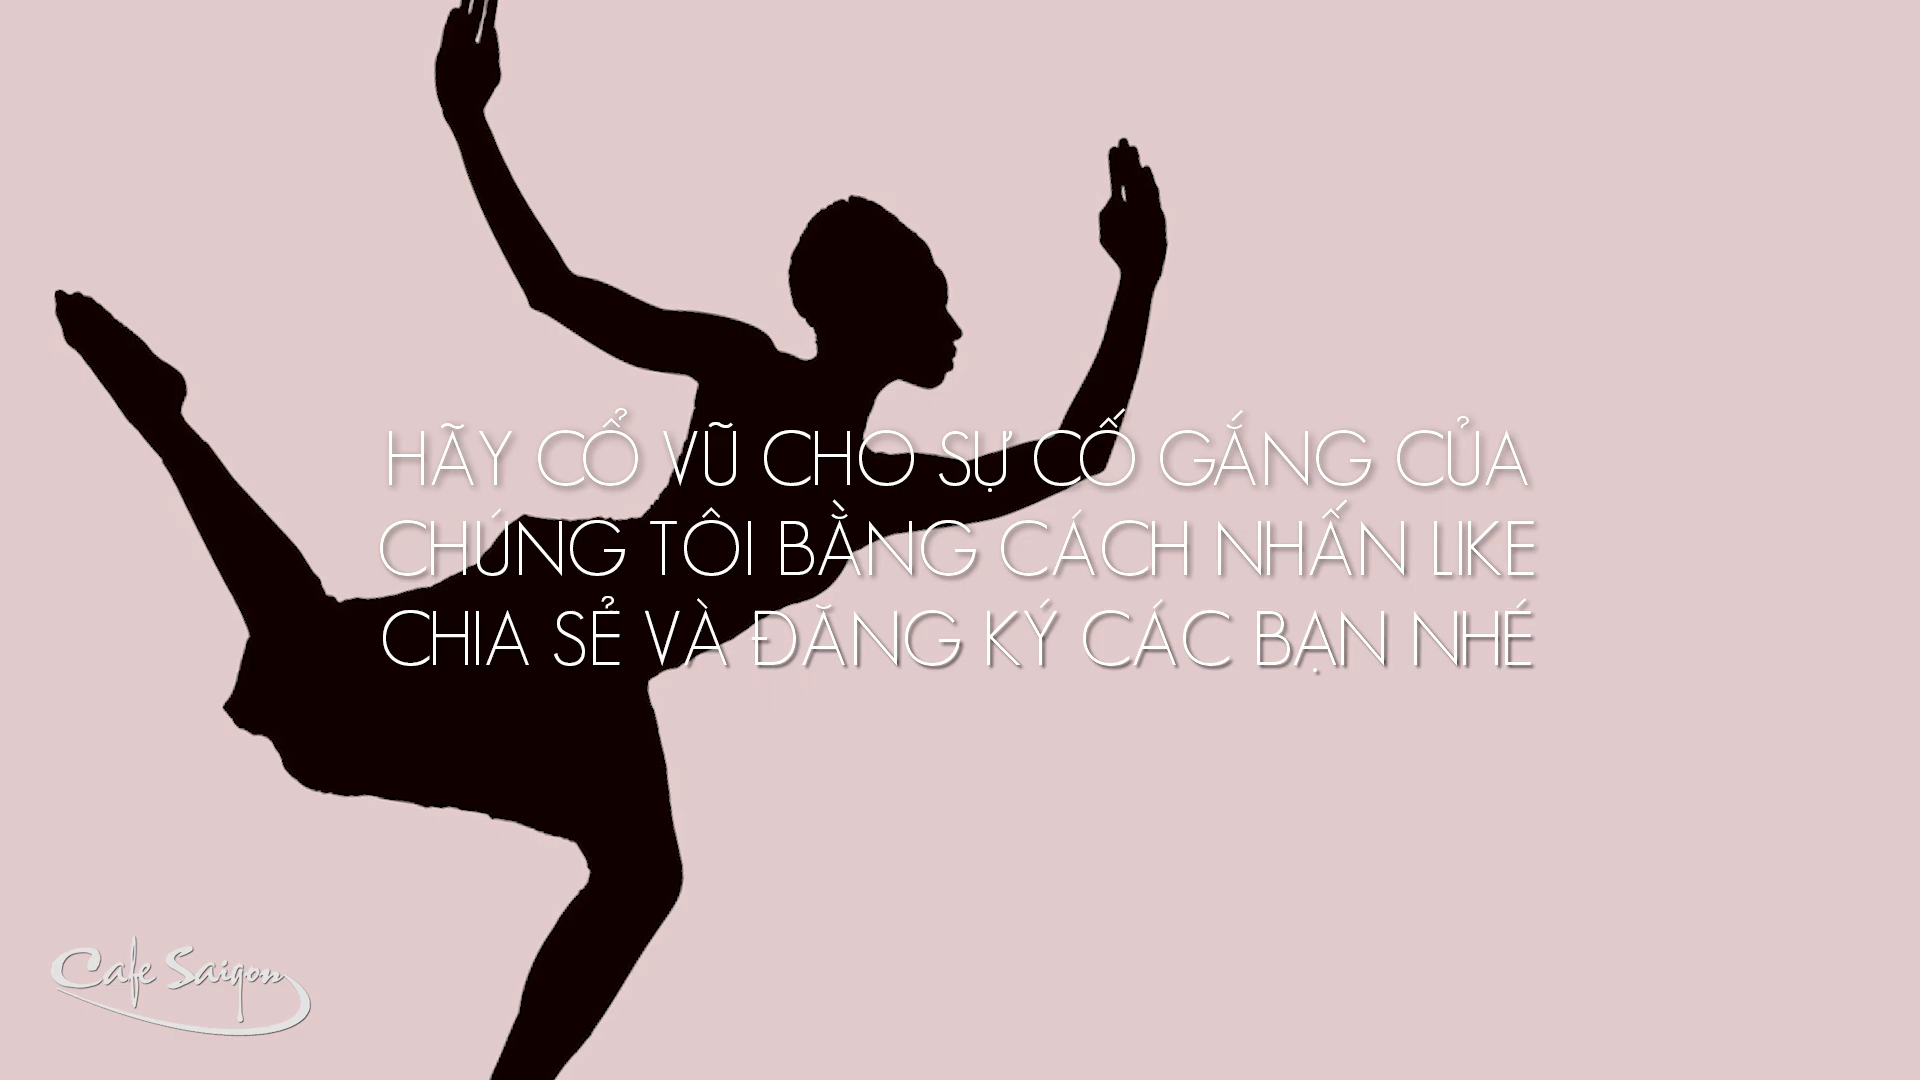 HÃY CỔ VŨ CHO SỰ CỐ GẮNG CỦA
CHÚNG TÔI BẰNG CÁCH NHẤN LIKE
CHIA SẺ VÀ ĐĂNG KÝ CÁC BẠN NHÉ
Cafe Saigon